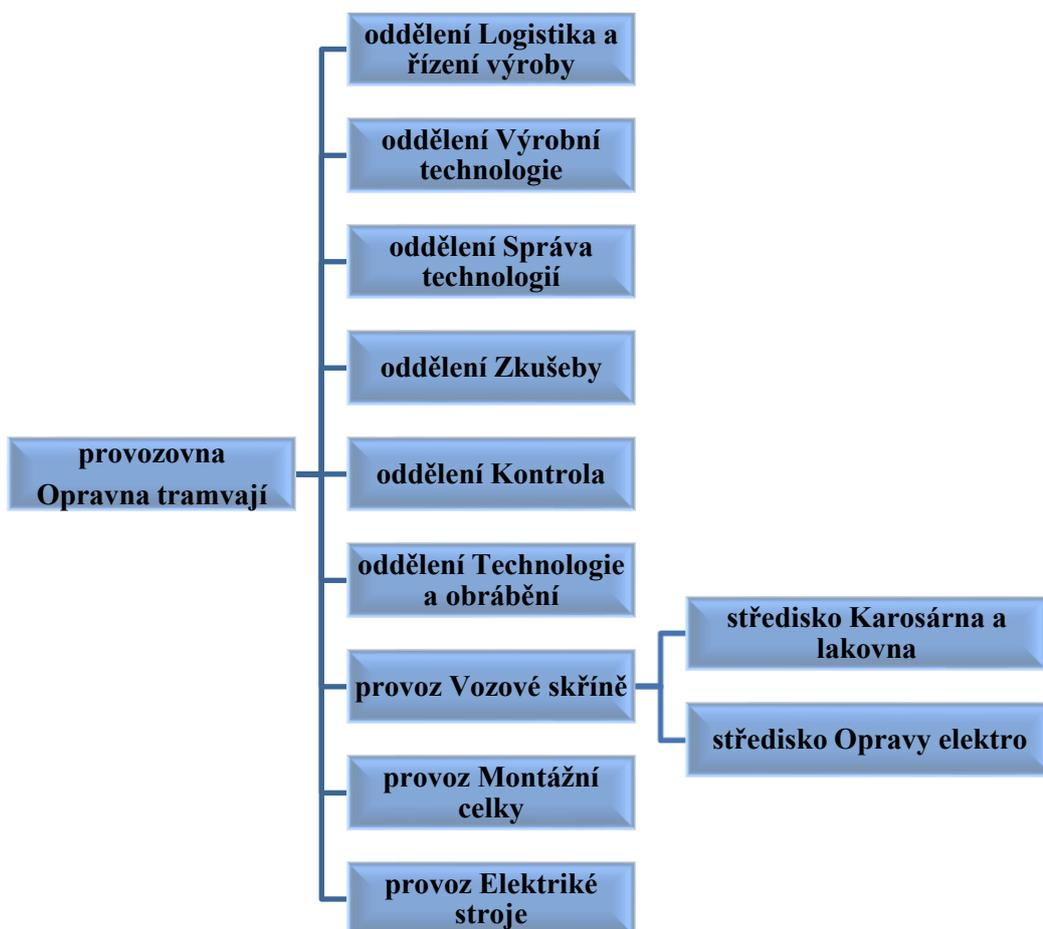 oddělení Logistika a
řízení výroby
oddělení Výrobní
technologie
oddělení Správa
technologií
oddělení Zkušeby
provozovna
Opravna tramvají
oddělení Kontrola
oddělení Technologie
a obrábění
středisko Karosárna a
lakovna
provoz Vozové skříně
středisko Opravy elektro
provoz Montážní
celky
provoz Elektriké
stroje